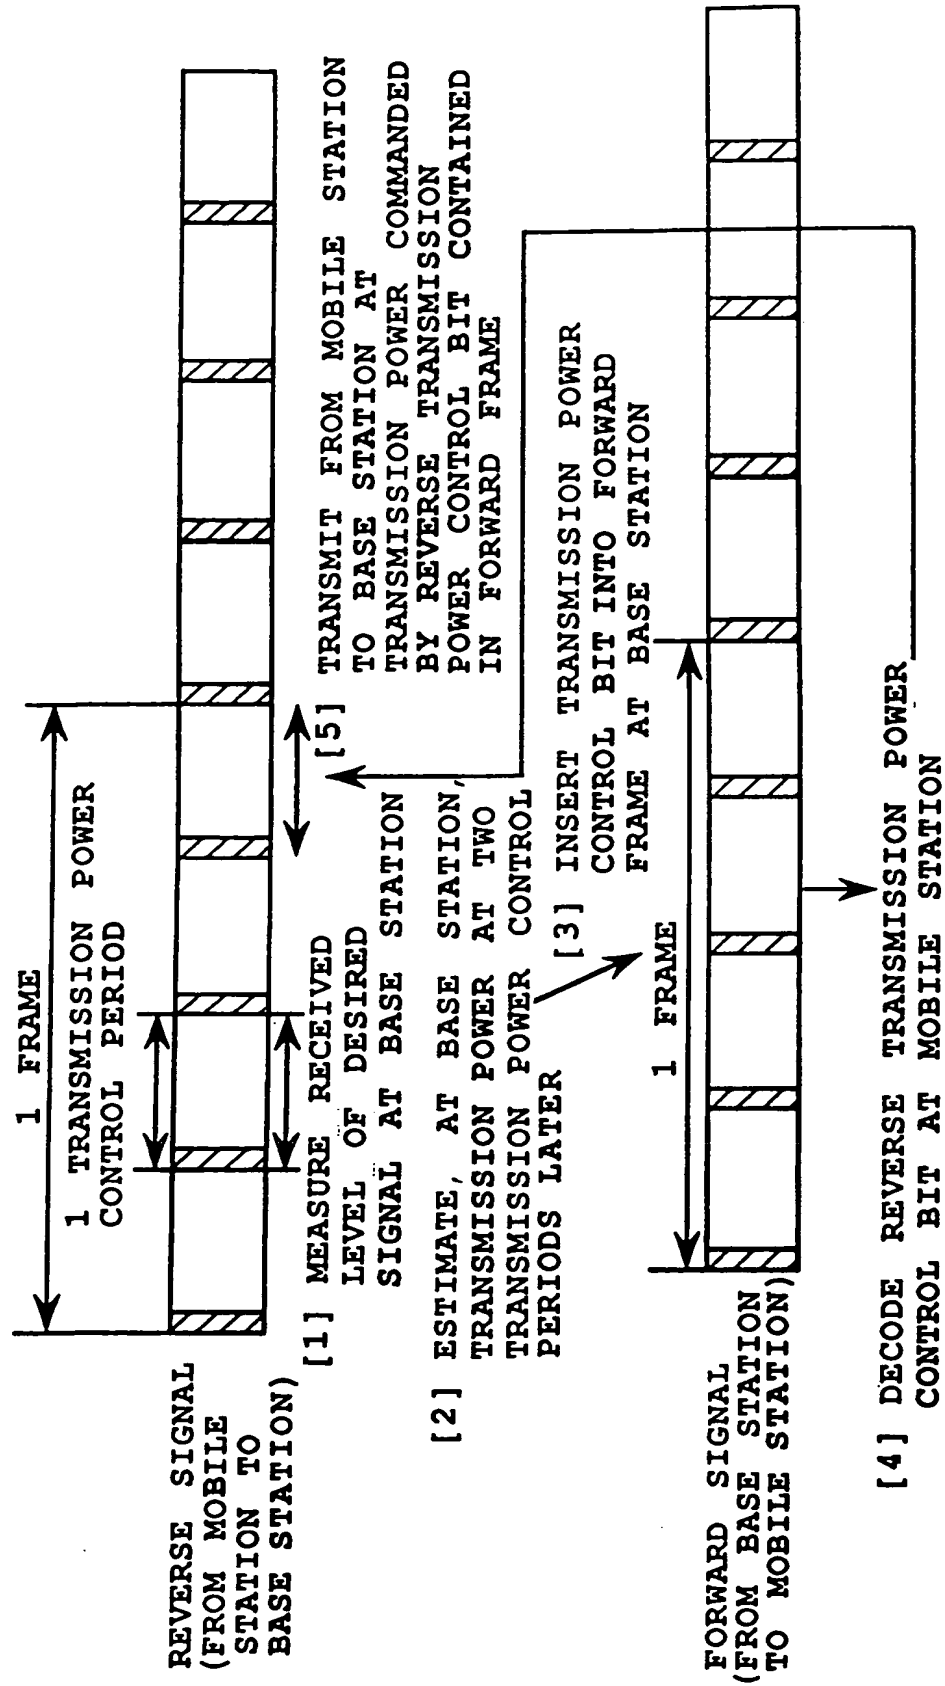 1 FRAME
1 TRANSMISSION POWER
CONTROL PERIOD
REVERSE SIGNAL
(FROM MOBILE
STATION TO
BASE STATION)
[1] MEASURE RECEIVED
LEVEL OF DESIRED
SIGNAL AT BASE STATION
[2] ESTIMATE, AT BASE STATION,
TRANSMISSION POWER AT TWO
TRANSMISSION POWER CONTROL
PERIODS LATER
[5] TRANSMIT FROM MOBILE STATION
TO BASE STATION AT
TRANSMISSION POWER COMMANDED
BY REVERSE TRANSMISSION
POWER CONTROL BIT CONTAINED
IN FORWARD FRAME
[3] INSERT TRANSMISSION POWER
CONTROL BIT INTO FORWARD
FRAME AT BASE STATION
1 FRAME
FORWARD SIGNAL
(FROM BASE STATION
TO MOBILE STATION)
[4] DECODE REVERSE TRANSMISSION POWER
CONTROL BIT AT MOBILE STATION